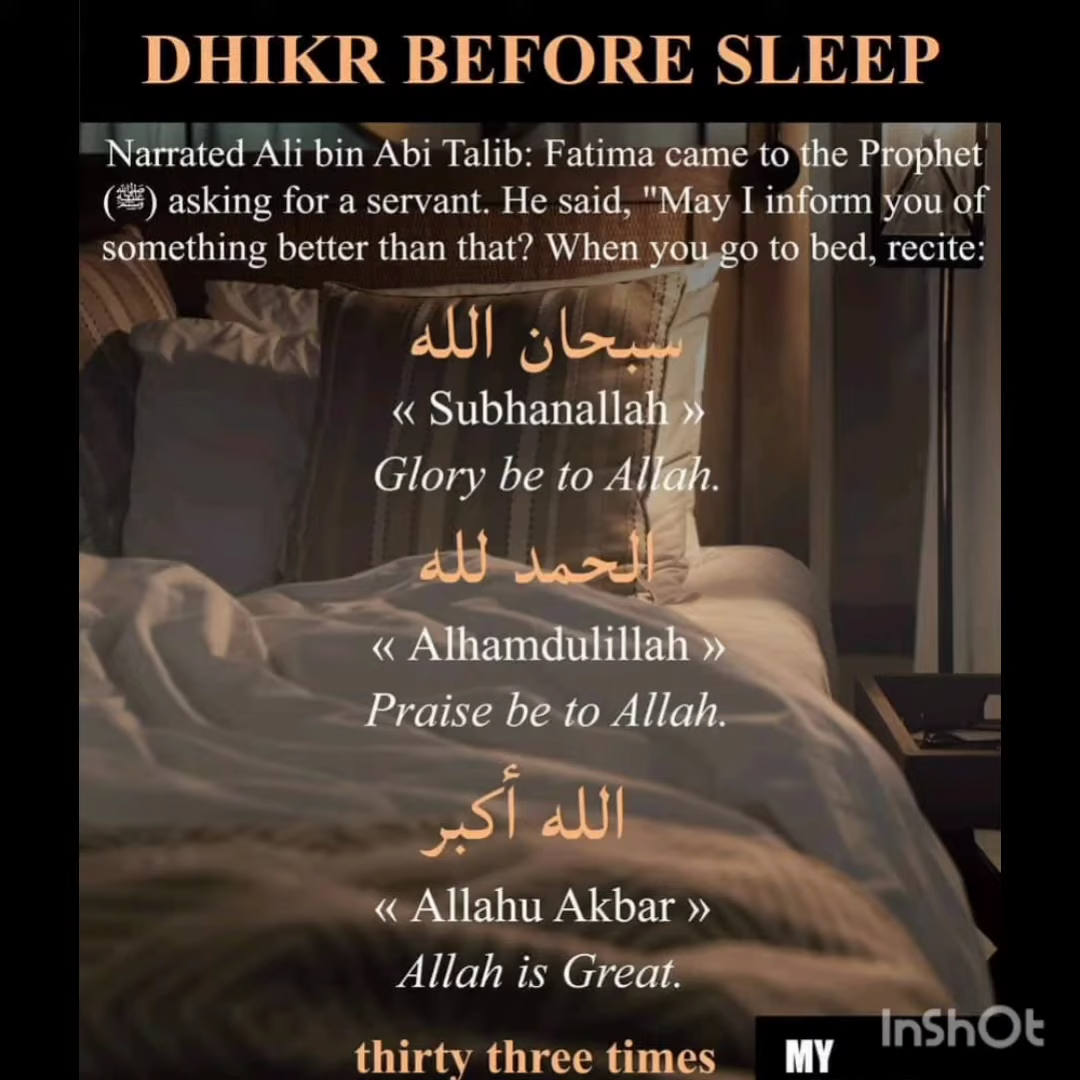 DHIKR BEFORE SLEEP
Narrated Ali bin Abi Talib: Fatima came to the Prophet
(ﷺ) asking for a servant. He said, "May I inform you of
something better than that? When you go to bed, recite:
سبحان الله
« Subhanallah »
Glory be to Allah.
الحمد لله
« Alhamdulillah »
Praise be to Allah.
الله أكبر
« Allahu Akbar »
Allah is Great.
thirty three times
MY
InShOt